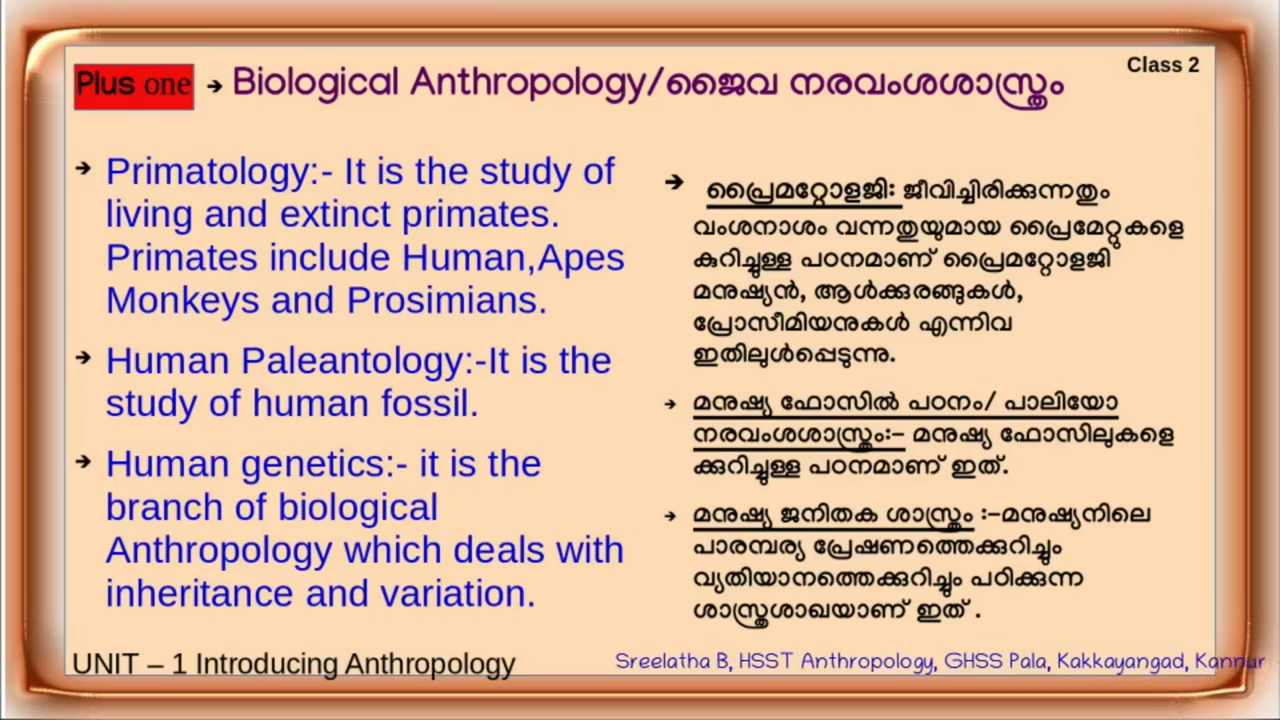 Class 2
Plus one → Biological Anthropology/ജൈവ നരവംശശാസ്ത്രം
→ Primatology:- It is the study of
living and extinct primates.
Primates include Human,Apes
Monkeys and Prosimians.
→ Human Paleantology:-It is the
study of human fossil.
→ Human genetics:- it is the
branch of biological
Anthropology which deals with
inheritance and variation.
→ പ്രൈമറ്റോളജി: ജീവിച്ചിരിക്കുന്നതും
വംശനാശം വന്നതുയുമായ പ്രൈമേറ്റുകളെ
കുറിച്ചുള്ള പഠനമാണ് പ്രൈമറ്റോളജി
മനുഷ്യൻ, ആൾക്കുരങ്ങുകൾ,
പ്രോസീമിയനുകൾ എന്നിവ
ഇതിലുൾപ്പെടുന്നു.
→ മനുഷ്യ ഫോസിൽ പഠനം/ പാലിയോ
നരവംശശാസ്ത്രം:– മനുഷ്യ ഫോസിലുകളെ
ക്കുറിച്ചുള്ള പഠനമാണ് ഇത്.
→ മനുഷ്യ ജനിതക ശാസ്ത്രം :–മനുഷ്യനിലെ
പാരമ്പര്യ പ്രേഷണത്തെക്കുറിച്ചും
വ്യതിയാനത്തെക്കുറിച്ചും പഠിക്കുന്ന
ശാസ്ത്രശാഖയാണ് ഇത് .
UNIT – 1 Introducing Anthropology
Sreelatha B, HSST Anthropology, GHSS Pala, Kakkayangad, Kannur